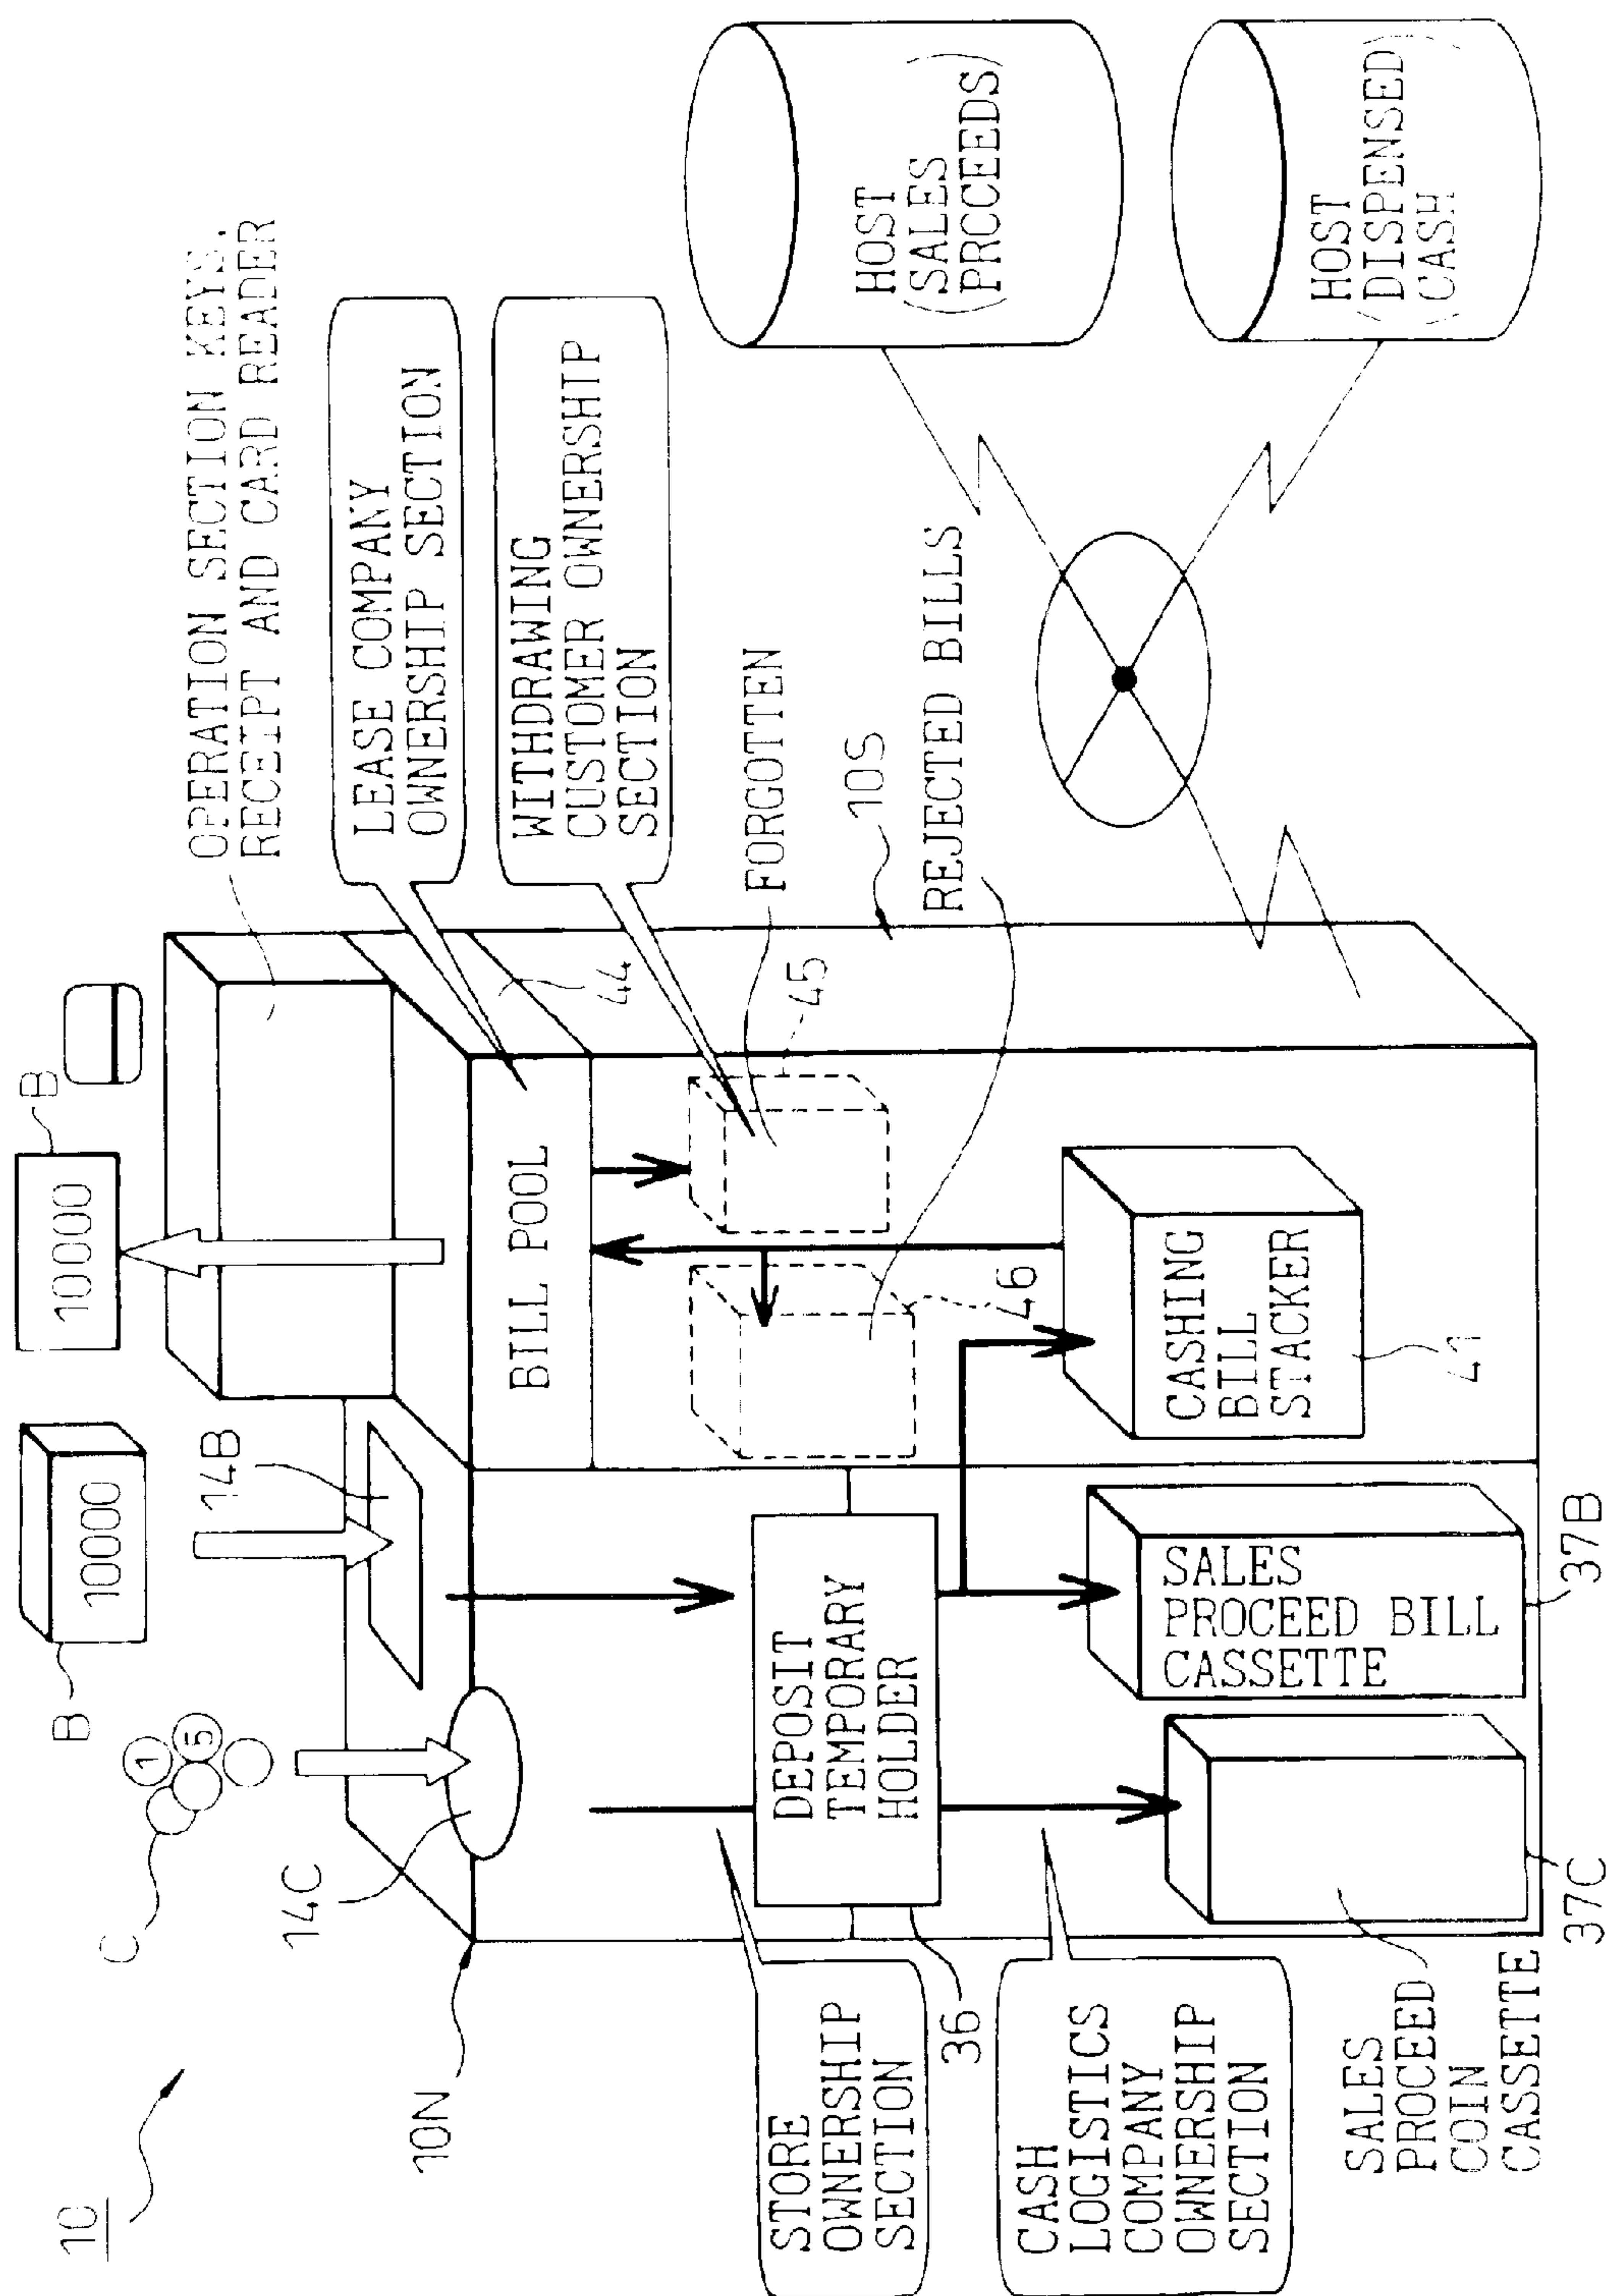 10
C
1
5
B
10000
10000
B
OPERATION SECTION KEYS,
RECEIPT AND CARD READER
14C
14B
10N
LEASE COMPANY
OWNERSHIP SECTION
WITHDRAWING
CUSTOMER OWNERSHIP
SECTION
BILL POOL
44
FORGOTTEN
45
10S
REJECTED BILLS
46
STORE
OWNERSHIP
SECTION
DEPOSIT
TEMPORARY
HOLDER
36
CASH
LOGISTICS
COMPANY
OWNERSHIP
SECTION
CASHING
BILL
STACKER
41
SALES
PROCEED BILL
CASSETTE
37B
SALES
PROCEED
COIN
CASSETTE
37C
HOST
(SALES
PROCEEDS)
HOST
(DISPENSED
CASH)